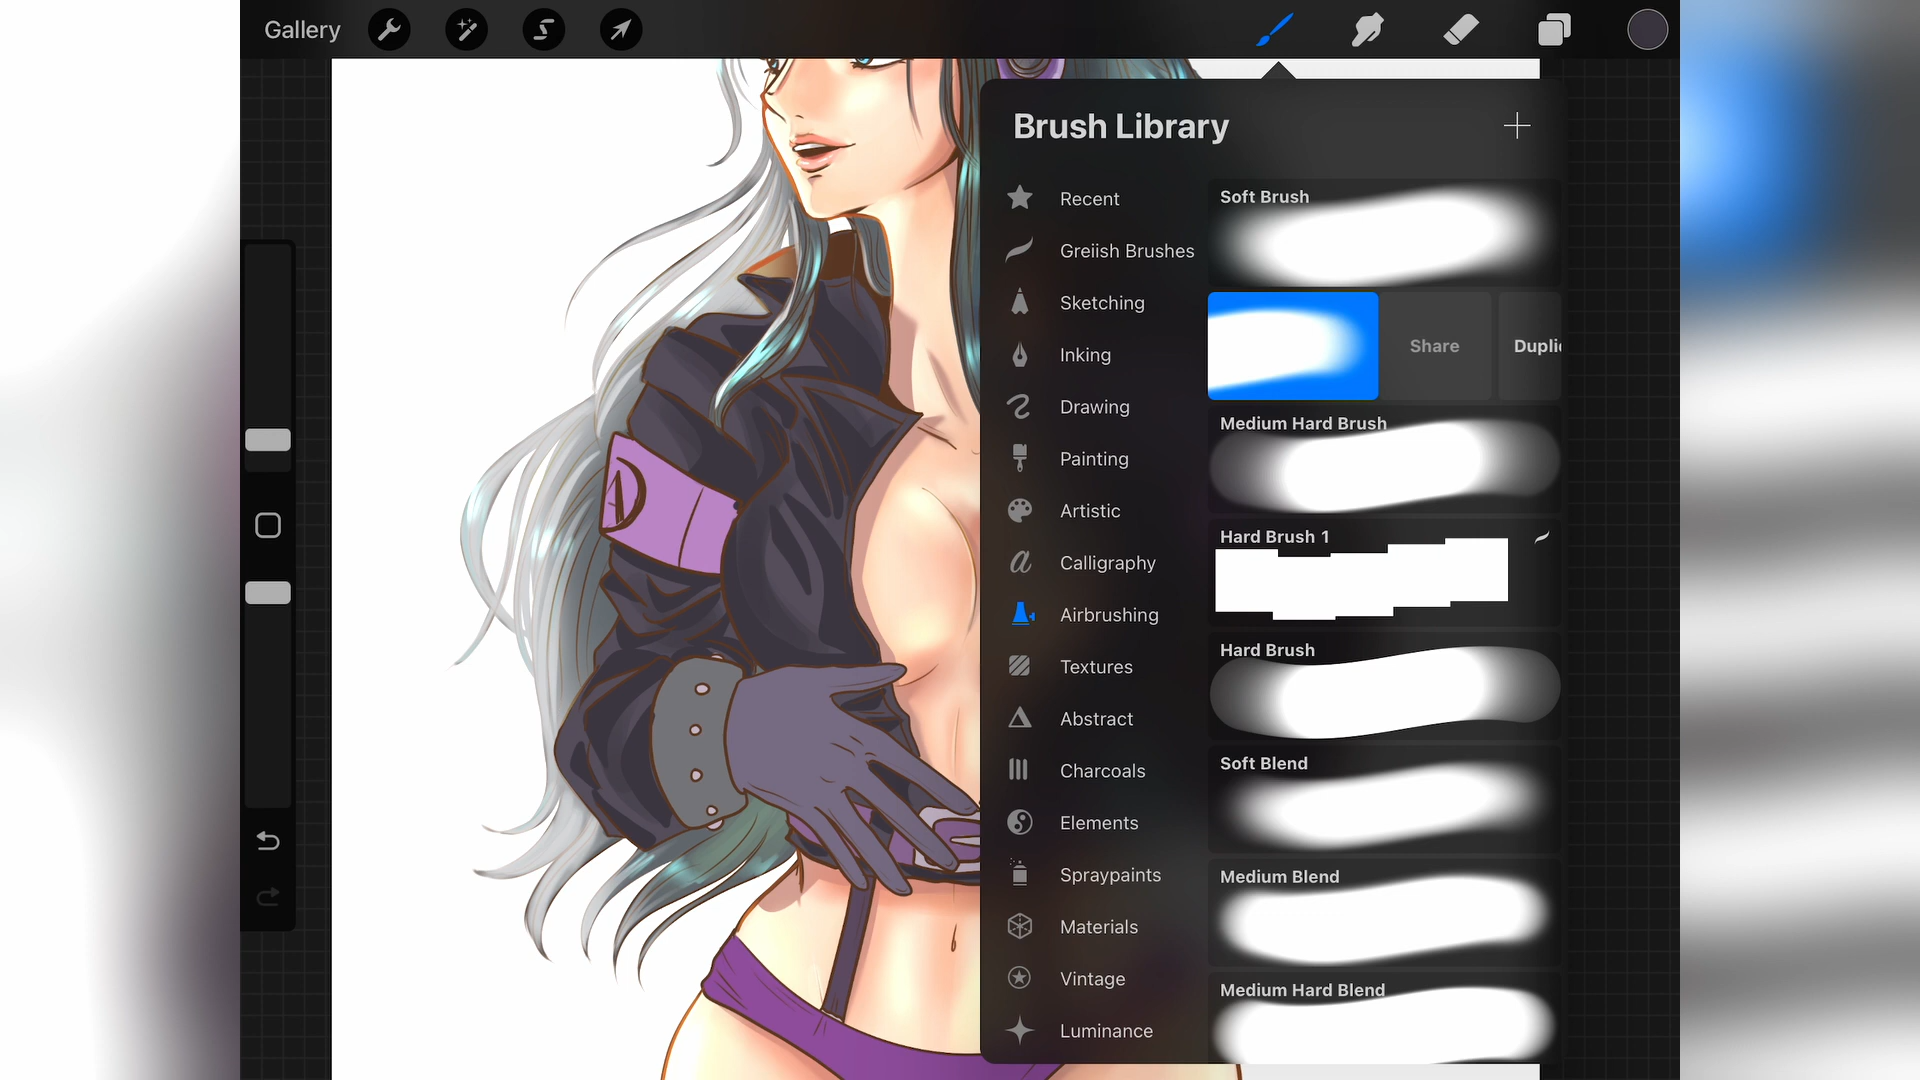 Gallery
Brush Library
Recent
Greiish Brushes
Sketching
Inking
Drawing
Painting
Artistic
Calligraphy
Airbrushing
Textures
Abstract
Charcoals
Elements
Spraypaints
Materials
Vintage
Luminance
Soft Brush
Share
Duplic
Medium Hard Brush
Hard Brush 1
Hard Brush
Soft Blend
Medium Blend
Medium Hard Blend